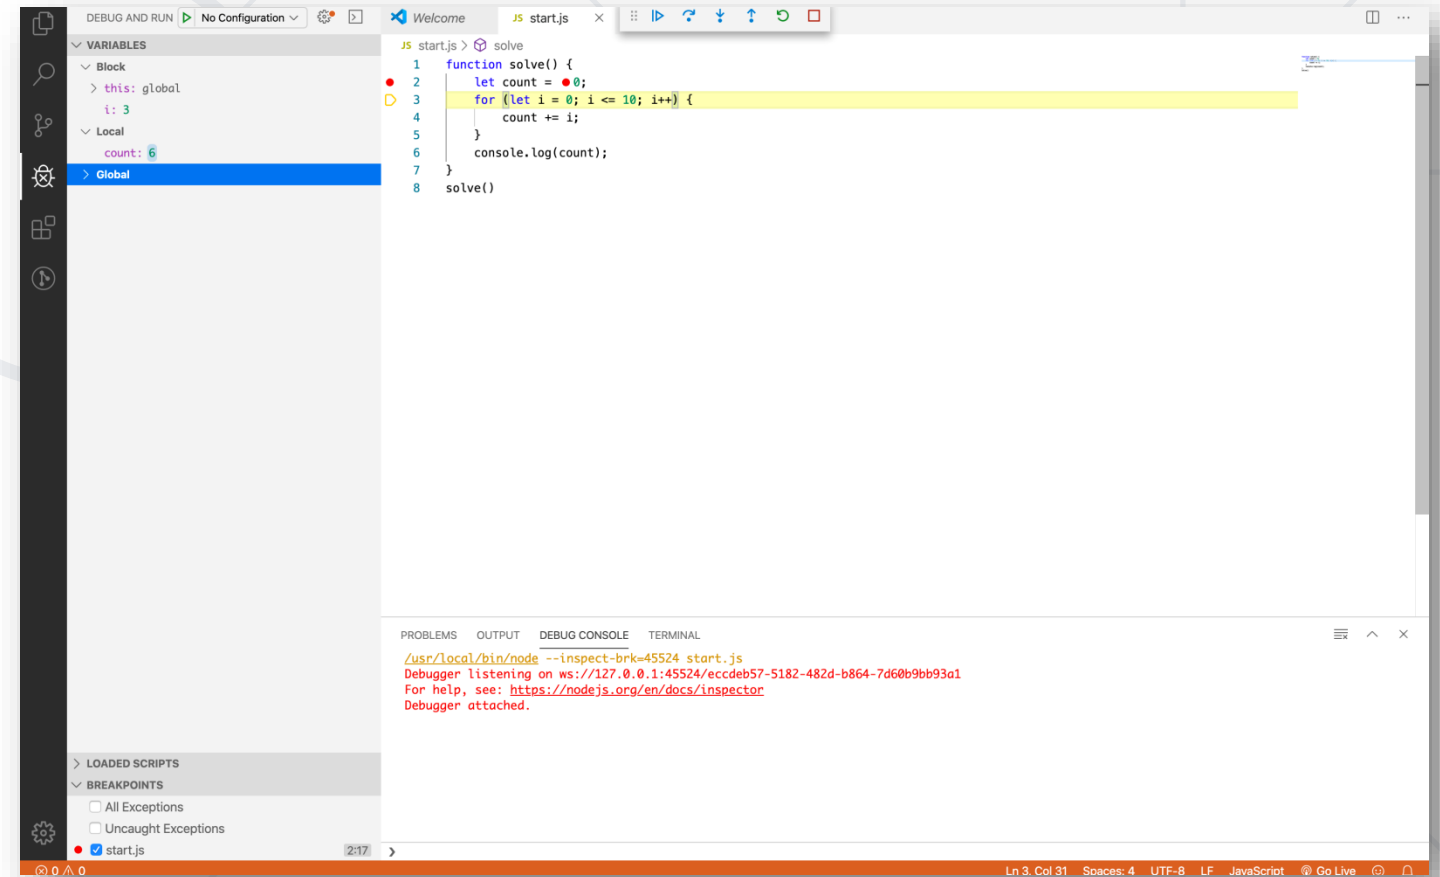 DEBUG AND RUN No Configuration
VARIABLES
Block
this: global
i: 3
Local
count: 6
Global
LOADED SCRIPTS
BREAKPOINTS
All Exceptions
Uncaught Exceptions
start.js 2:17
Welcome JS start.js
JS start.js > solve
1 function solve() {
2 let count = 0;
3 for (let i = 0; i <= 10; i++) {
4 count += i;
5 }
6 console.log(count);
7 }
8 solve()
PROBLEMS OUTPUT DEBUG CONSOLE TERMINAL
/usr/local/bin/node --inspect-brk=45524 start.js
Debugger listening on ws://127.0.0.1:45524/eccdeb57-5182-482d-b864-7d60b9bb93a1
For help, see: https://nodejs.org/en/docs/inspector
Debugger attached.
0 0 Ln 3, Col 31 Spaces: 4 UTF-8 LF JavaScript Go Live